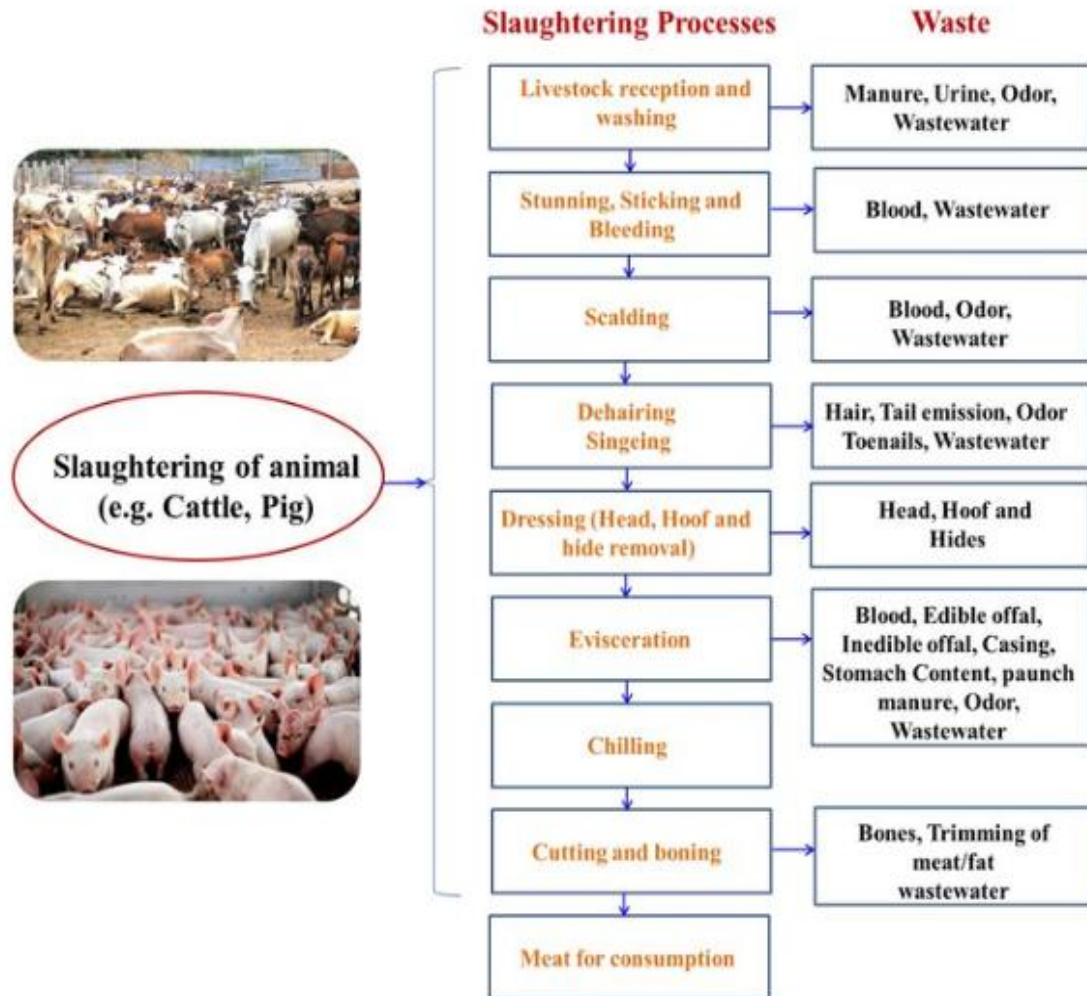 Slaughtering Processes
Waste
Livestock reception and
washing
Manure, Urine, Odor,
Wastewater
Stunning, Sticking and
Bleeding
Blood, Wastewater
Scalding
Blood, Odor,
Wastewater
Slaughtering of animal
(e.g. Cattle, Pig)
Dehairing
Singeing
Hair, Tail emission, Odor
Toenails, Wastewater
Dressing (Head, Hoof and
hide removal)
Head, Hoof and
Hides
Evisceration
Blood, Edible offal,
Inedible offal, Casing,
Stomach Content, paunch
manure, Odor,
Wastewater
Chilling
Cutting and boning
Bones, Trimming of
meat/fat
wastewater
Meat for consumption